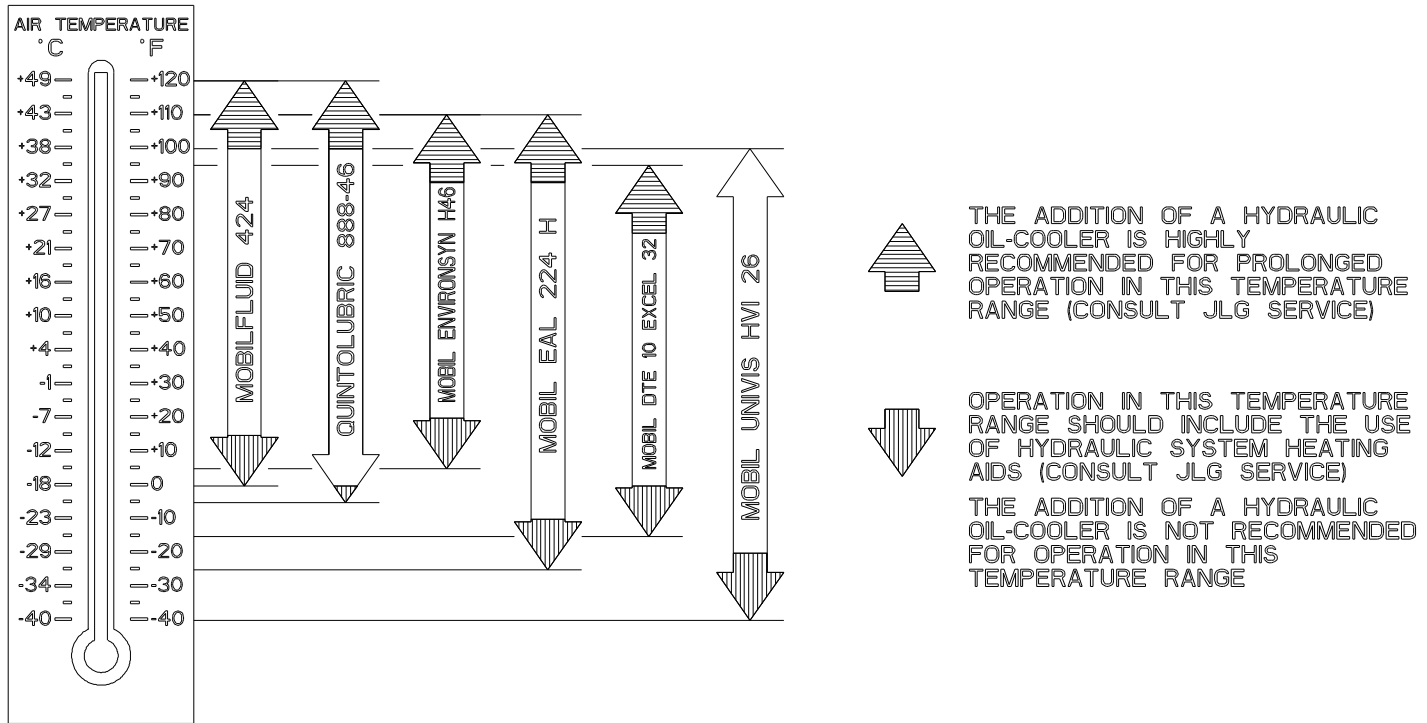 AIR TEMPERATURE
°C °F
+49 +120
+43 +110
+38 +100
+32 +90
+27 +80
+21 +70
+16 +60
+10 +50
+4 +40
-1 +30
-7 +20
-12 +10
-18 0
-23 -10
-29 -20
-34 -30
-40 -40
MOBILFLUID 424
QUINTOLUBRIC 888-46
MOBIL ENVIRONSYN H46
MOBIL EAL 224 H
MOBIL DTE 10 EXCEL 32
MOBIL UNIVIS HVI 26
THE ADDITION OF A HYDRAULIC
OIL-COOLER IS HIGHLY
RECOMMENDED FOR PROLONGED
OPERATION IN THIS TEMPERATURE
RANGE (CONSULT JLG SERVICE)
OPERATION IN THIS TEMPERATURE
RANGE SHOULD INCLUDE THE USE
OF HYDRAULIC SYSTEM HEATING
AIDS (CONSULT JLG SERVICE)
THE ADDITION OF A HYDRAULIC
OIL-COOLER IS NOT RECOMMENDED
FOR OPERATION IN THIS
TEMPERATURE RANGE